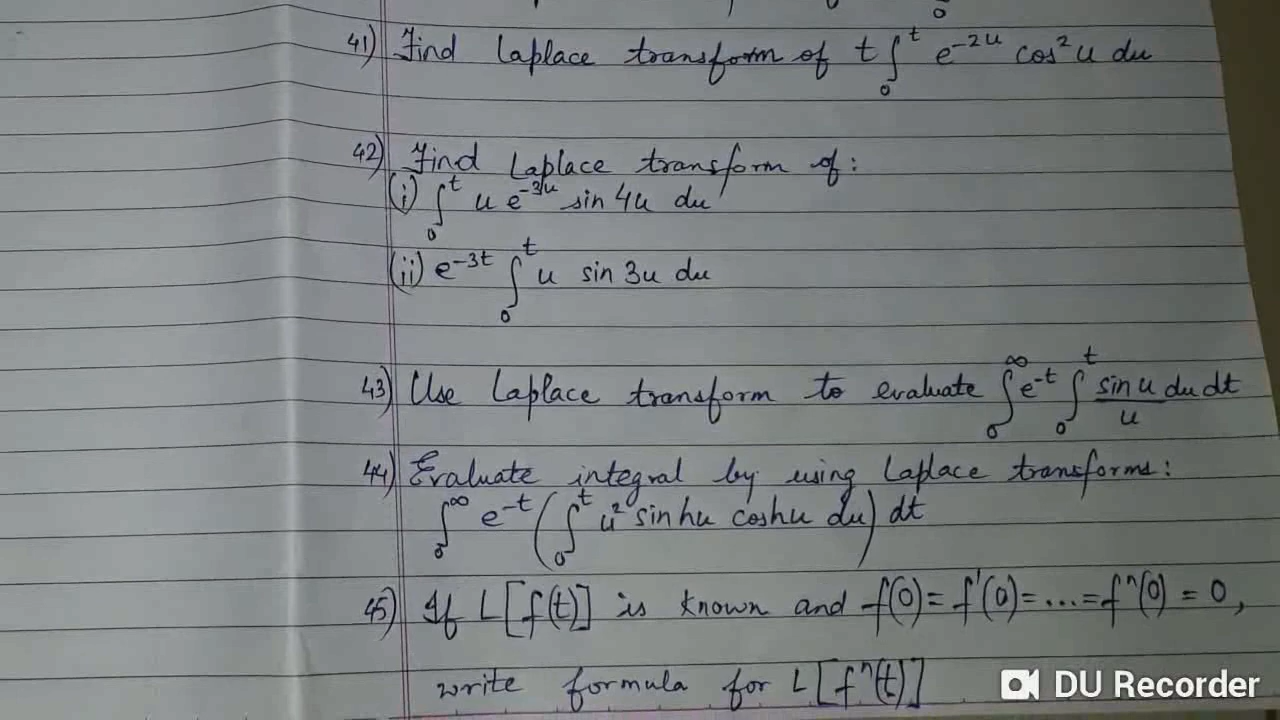 41) Find Laplace transform of t∫₀ᵗ e⁻²ᵘ cos²u du
42) Find Laplace transform of:
(i) ∫₀ᵗ u e⁻³ᵘ sin 4u du
(ii) e⁻³ᵗ ∫₀ᵗ u sin 3u du
43) Use Laplace transform to evaluate ∫₀^∞ e⁻ᵗ ∫₀ᵗ sin u/u du dt
44) Evaluate integral by using Laplace transforms:
∫₀^∞ e⁻ᵗ (∫₀ᵗ u² sinhu coshu du) dt
45) If L[f(t)] is known and f(0) = f'(0) = ... = fⁿ(0) = 0,
write formula for L[fⁿ(t)]
DU Recorder